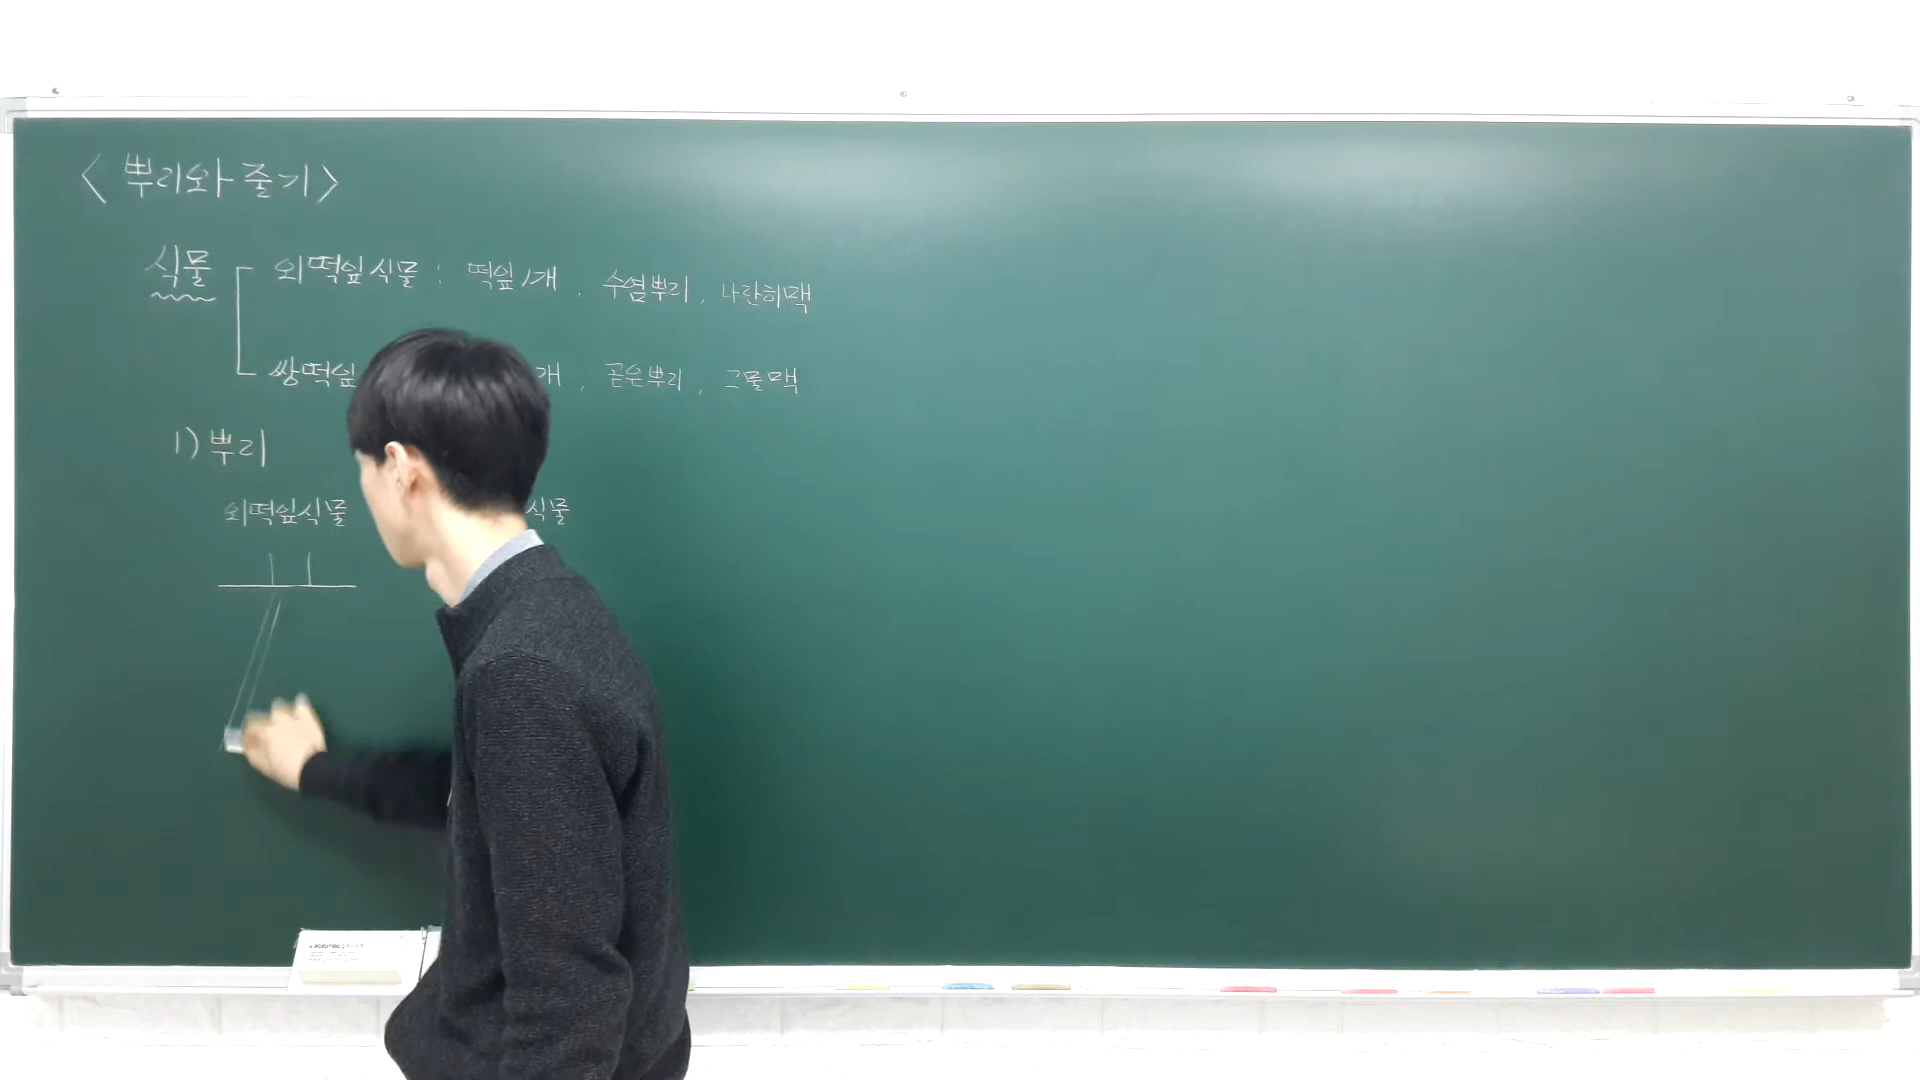 <뿌리와 줄기>
식물
외떡잎식물 : 떡잎 1개, 수염뿌리, 나란히맥
쌍떡잎 개, 곧은뿌리, 그물맥
1) 뿌리
외떡잎식물 식물